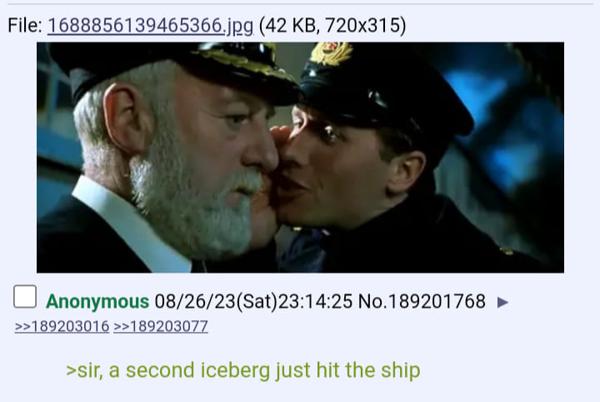 File: 1688856139465366.jpg (42 KB, 720x315)
Anonymous 08/26/23(Sat)23:14:25 No.189201768 ▶
>>189203016 >>189203077
>sir, a second iceberg just hit the ship